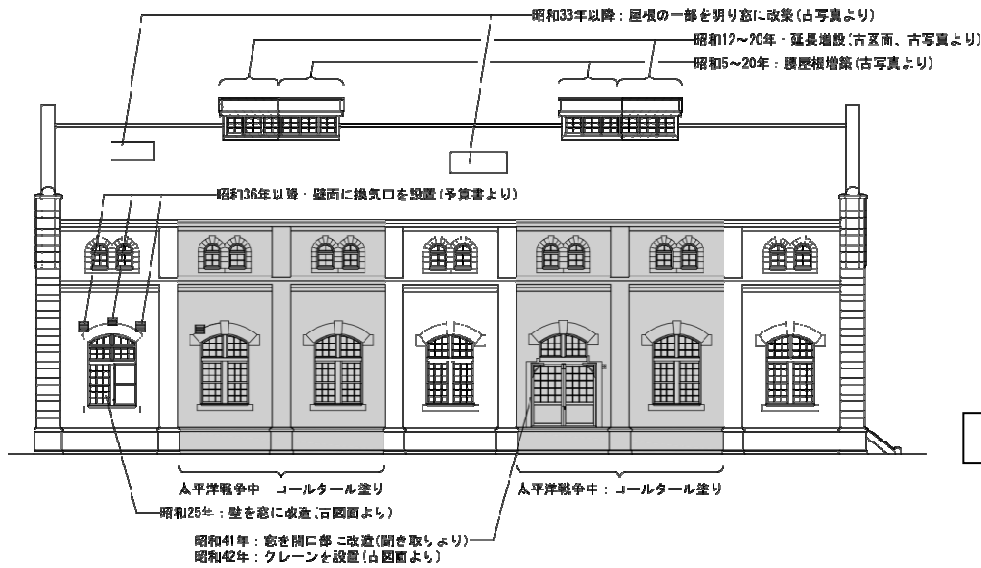 昭和33年以降：屋根の一部を明り窓に改築(古写真より)
昭和12～20年：延長増設(古図面、古写真より)
昭和5～20年：腰屋根増築(古写真より)
昭和36年以降：壁面に換気口を設置(予算書より)
太平洋戦争中：コールタール塗り
太平洋戦争中：コールタール塗り
昭和25年：壁を窓に改造(古図面より)
昭和41年：窓を開口部に改造(聞き取りより)
昭和42年：クレーンを設置(古図面より)